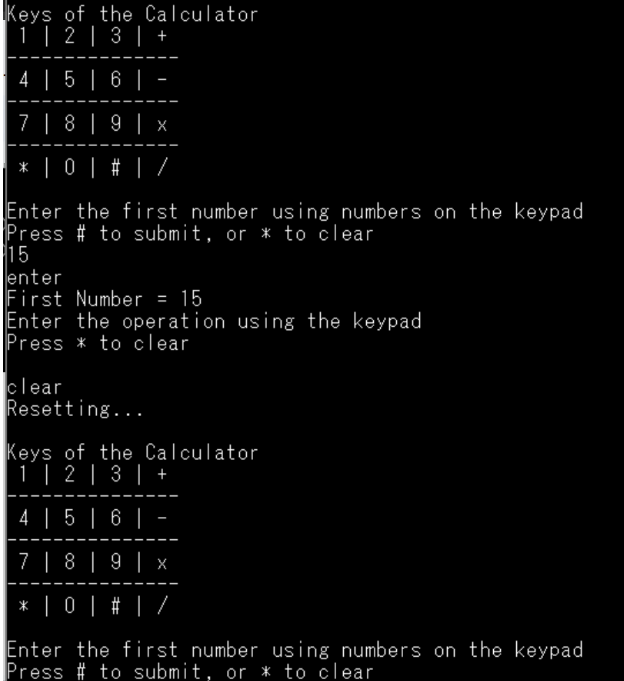 Keys of the Calculator
1 | 2 | 3 | +
---------------
4 | 5 | 6 | -
---------------
7 | 8 | 9 | x
---------------
* | 0 | # | /
Enter the first number using numbers on the keypad
Press # to submit, or * to clear
15
enter
First Number = 15
Enter the operation using the keypad
Press * to clear
clear
Resetting...
Keys of the Calculator
1 | 2 | 3 | +
---------------
4 | 5 | 6 | -
---------------
7 | 8 | 9 | x
---------------
* | 0 | # | /
Enter the first number using numbers on the keypad
Press # to submit, or * to clear